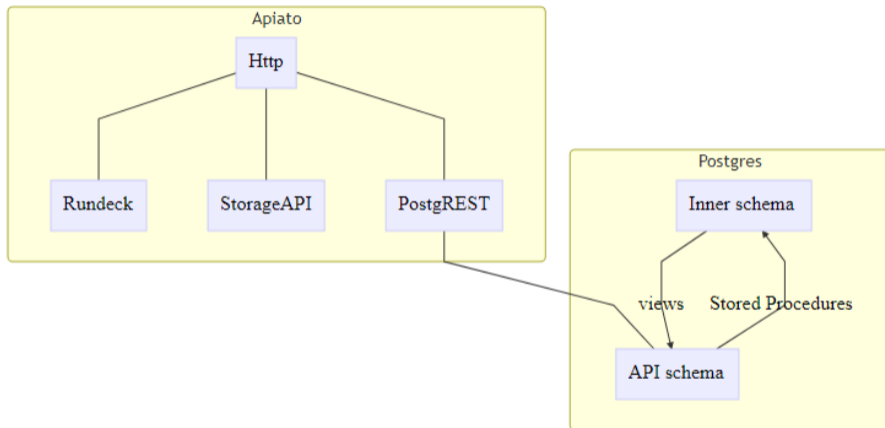 Apiato
Http
Rundeck
StorageAPI
PostgREST
Postgres
Inner schema
views
Stored Procedures
API schema